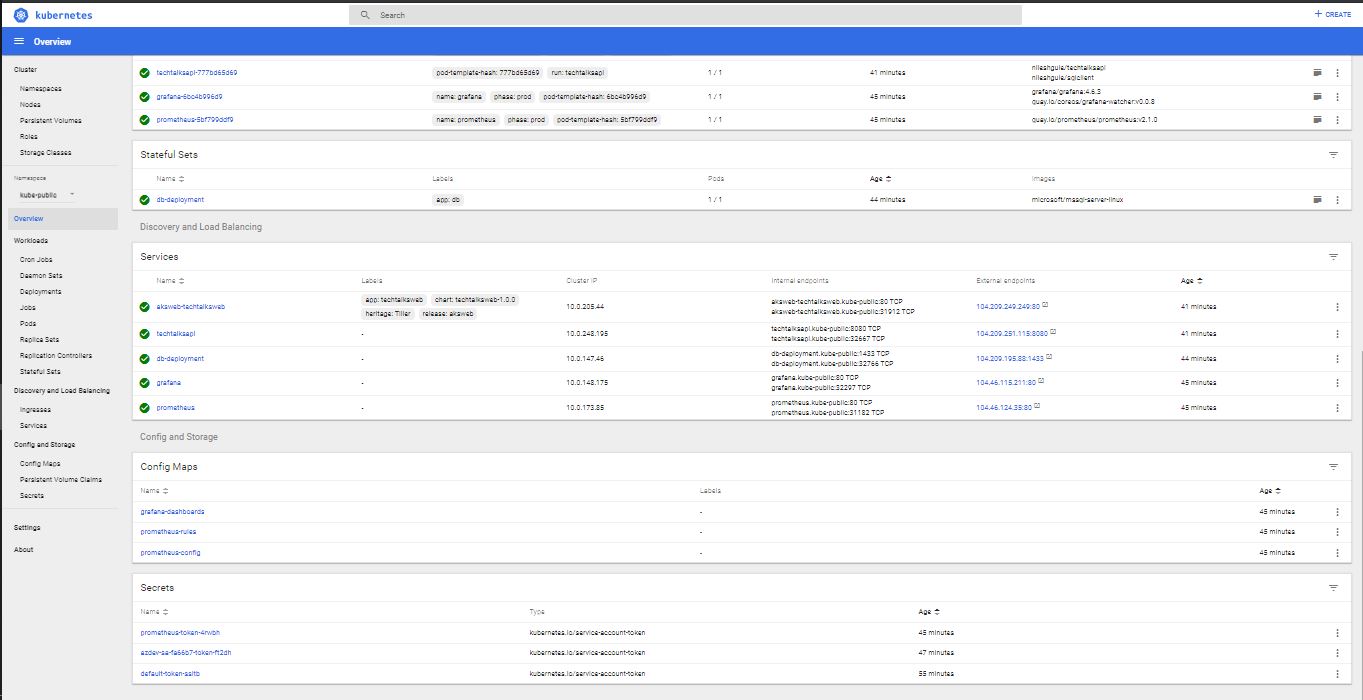 kubernetes
Search
+ CREATE
Overview
Cluster
Namespaces
Nodes
Persistent Volumes
Roles
Storage Classes
Namespace
kube-public
Overview
Workloads
Cron Jobs
Daemon Sets
Deployments
Jobs
Pods
Replica Sets
Replication Controllers
Stateful Sets
Discovery and Load Balancing
Ingresses
Services
Config and Storage
Config Maps
Persistent Volume Claims
Secrets
Settings
About
techtalksapi-777bd65d69 pod-template-hash: 777bd65d69 run: techtalksapi 1 / 1 41 minutes nileshgule/techtalksapi
nileshgule/sqlclient
grafana-6bc4b996d9 name: grafana phase: prod pod-template-hash: 6bc4b996d9 1 / 1 45 minutes grafana/grafana:4.6.3
quay.io/coreos/grafana-watcher:v0.0.8
prometheus-5bf799ddf9 name: prometheus phase: prod pod-template-hash: 5bf799ddf9 1 / 1 45 minutes quay.io/prometheus/prometheus:v2.1.0
Stateful Sets
Name Labels Pods Age Images
db-deployment app: db 1 / 1 44 minutes microsoft/mssql-server-linux
Discovery and Load Balancing
Services
Name Labels Cluster IP Internal endpoints External endpoints Age
aksweb-techtalksweb app: techtalksweb chart: techtalksweb-1.0.0 10.0.205.44 aksweb-techtalksweb.kube-public:80 TCP 104.209.249.249:80 41 minutes
heritage: Tiller release: aksweb aksweb-techtalksweb.kube-public:31912 TCP
techtalksapi - 10.0.248.195 techtalksapi.kube-public:8080 TCP 104.209.251.115:8080 41 minutes
techtalksapi.kube-public:32667 TCP
db-deployment - 10.0.147.46 db-deployment.kube-public:1433 TCP 104.209.195.88:1433 44 minutes
db-deployment.kube-public:32766 TCP
grafana - 10.0.148.175 grafana.kube-public:80 TCP 104.46.115.211:80 45 minutes
grafana.kube-public:32297 TCP
prometheus - 10.0.173.85 prometheus.kube-public:80 TCP 104.46.124.35:80 45 minutes
prometheus.kube-public:31182 TCP
Config and Storage
Config Maps
Name Labels Age
grafana-dashboards - 45 minutes
prometheus-rules - 45 minutes
prometheus-config - 45 minutes
Secrets
Name Type Age
prometheus-token-4rwbh kubernetes.io/service-account-token 45 minutes
azdev-sa-fa66b7-token-ft2dh kubernetes.io/service-account-token 47 minutes
default-token-ssltb kubernetes.io/service-account-token 55 minutes